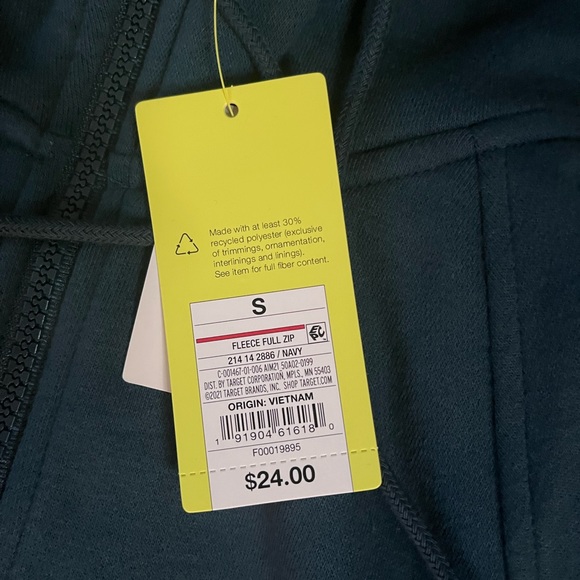 Made with at least 30%
recycled polyester (exclusive
of trimmings, ornamentation,
interlinings and linings).
See item for full fiber content.
S
FLEECE FULL ZIP
214 14 2886 / NAVY
C-001467-01-006 AIM21_50A02-0199
DIST. BY TARGET CORPORATION, MPLS., MN 55403
©2021 TARGET BRANDS, INC. SHOP TARGET.COM
ORIGIN: VIETNAM
1 91904 61618 0
F00019895
$24.00